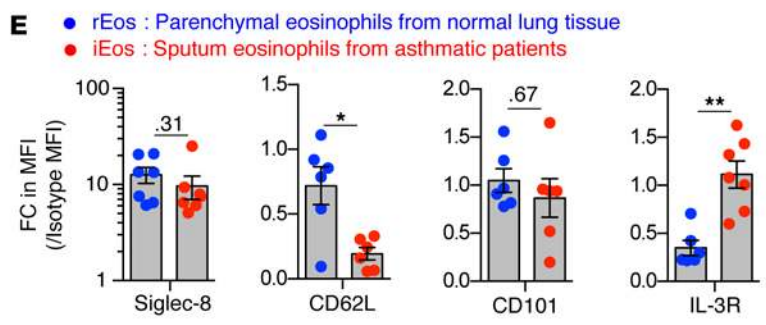 E
rEos : Parenchymal eosinophils from normal lung tissue
iEos : Sputum eosinophils from asthmatic patients
FC in MFI
(/Isotype MFI)
100
10
1
.31
Siglec-8
1.5
1.0
0.5
0.0
*
CD62L
2.0
1.5
1.0
0.5
0.0
.67
CD101
2.0
1.5
1.0
0.5
0.0
**
IL-3R